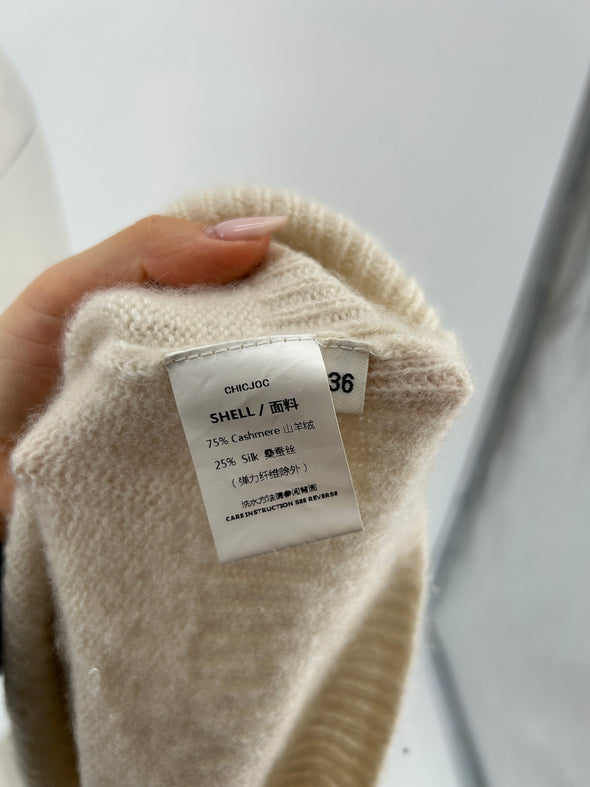 CHICJOC
SHELL / 面料
75% Cashmere 山羊绒
25% Silk 桑蚕丝
（弹力纤维除外）
洗水方法请参阅背面
CARE INSTRUCTION SEE REVERSE
36